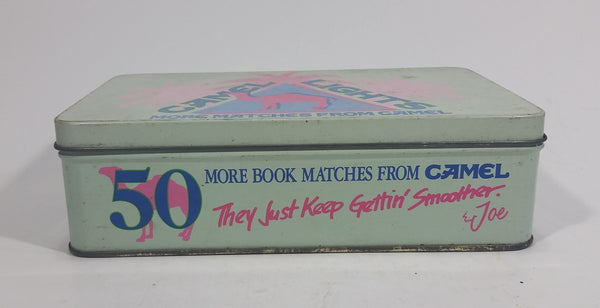 CAMEL LIGHTS
MORE MATCHES FROM CAMEL
50 MORE BOOK MATCHES FROM CAMEL
They Just Keep Gettin' Smoother.
Joe